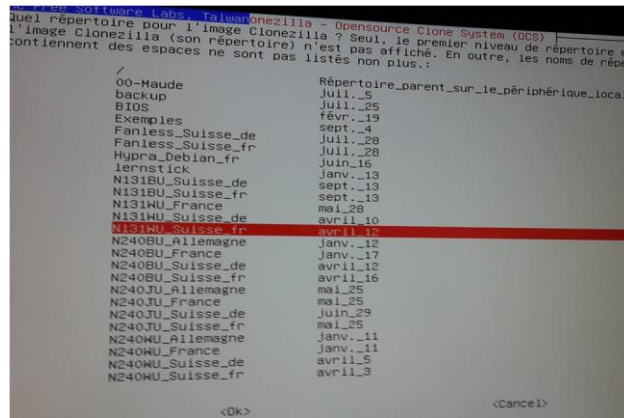 Free Software Labs, Taiwan
onezilla - Opensource Clone System (OCS)
quel répertoire pour l'image Clonezilla ? Seul, le premier niveau de répertoire
l'image Clonezilla (son répertoire) n'est pas affiché. En outre, les noms de rép
contiennent des espaces ne sont pas listés non plus.:
/ Répertoire_parent_sur_le_périphérique_local
00-Maude juil._5
backup juil._25
BIOS févr._19
Exemples sept._4
Fanless_Suisse_de juil._28
Fanless_Suisse_fr juil._28
Hypra_Debian_fr juin_16
lernstick janv._13
N131BU_Suisse_de sept._13
N131BU_Suisse_fr sept._13
N131WU_France mai_28
N131WU_Suisse_de avril_10
N131WU_Suisse_fr avril_12
N240BU_Allemagne janv._12
N240BU_France janv._17
N240BU_Suisse_de avril_12
N240BU_Suisse_fr avril_16
N240JU_Allemagne mai_25
N240JU_France mai_25
N240JU_Suisse_de juin_29
N240JU_Suisse_fr mai_25
N240WU_Allemagne janv._11
N240WU_France janv._11
N240WU_Suisse_de avril_5
N240WU_Suisse_fr avril_3
<Ok> <Cancel>